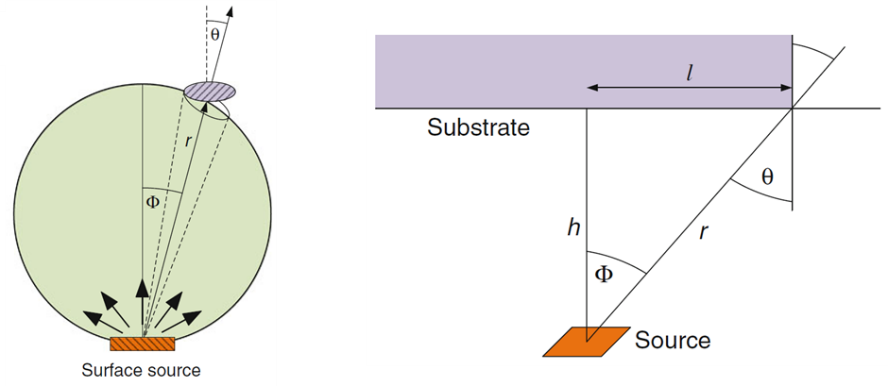 θ
r
Φ
Surface source
l
Substrate
θ
h
r
Φ
Source